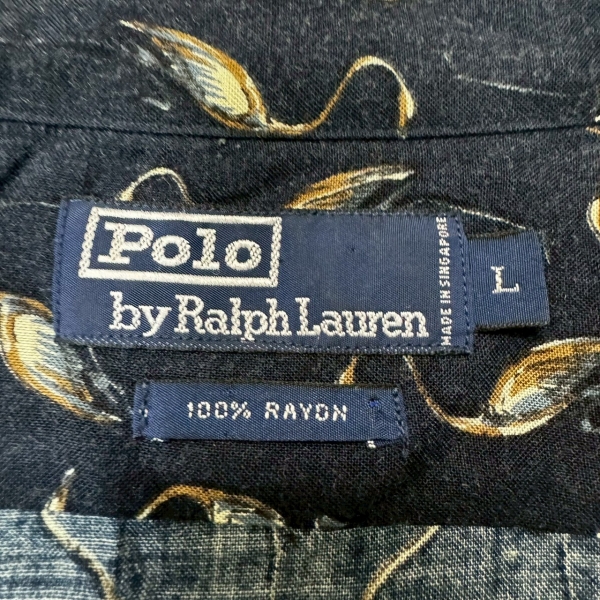 Polo
by Ralph Lauren
MADE IN SINGAPORE
L
100% RAYON